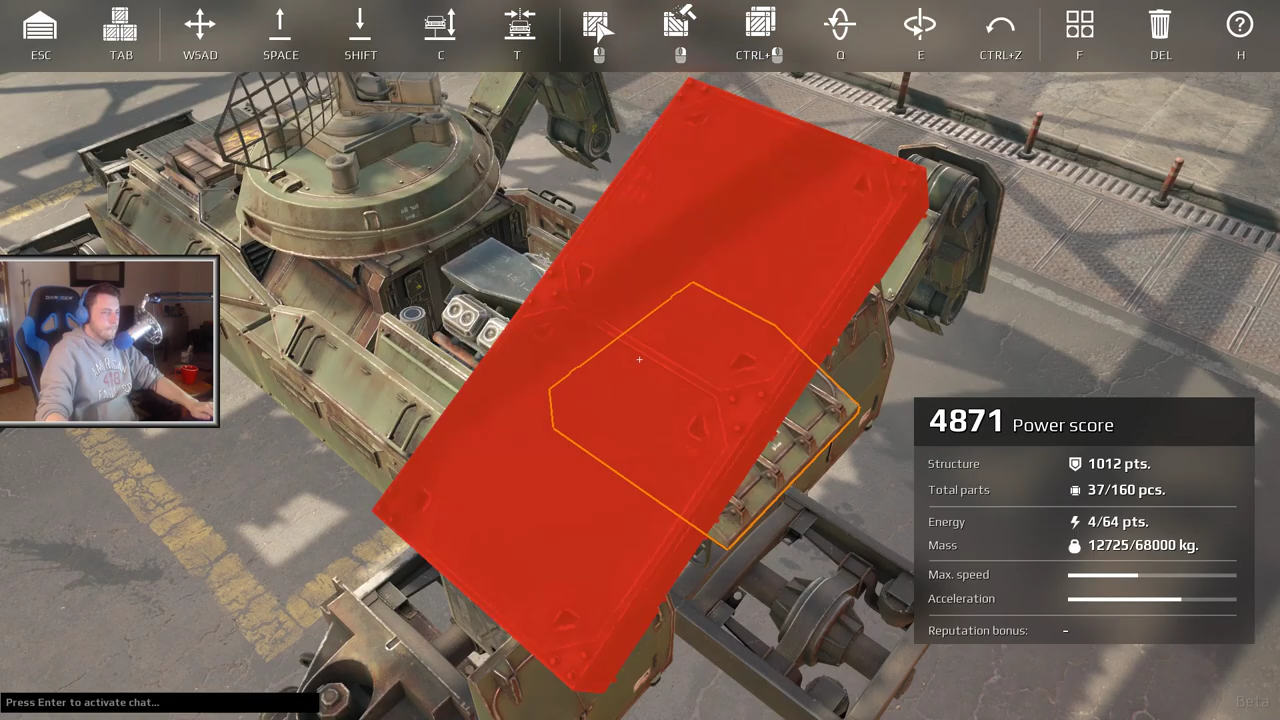 ESC
TAB
WSAD
SPACE
SHIFT
C
T
CTRL+
Q
E
CTRL+Z
F
DEL
H
4871 Power score
Structure 1012 pts.
Total parts 37/160 pcs.
Energy 4/64 pts.
Mass 12725/68000 kg.
Max. speed
Acceleration
Reputation bonus: -
Press Enter to activate chat...
Beta